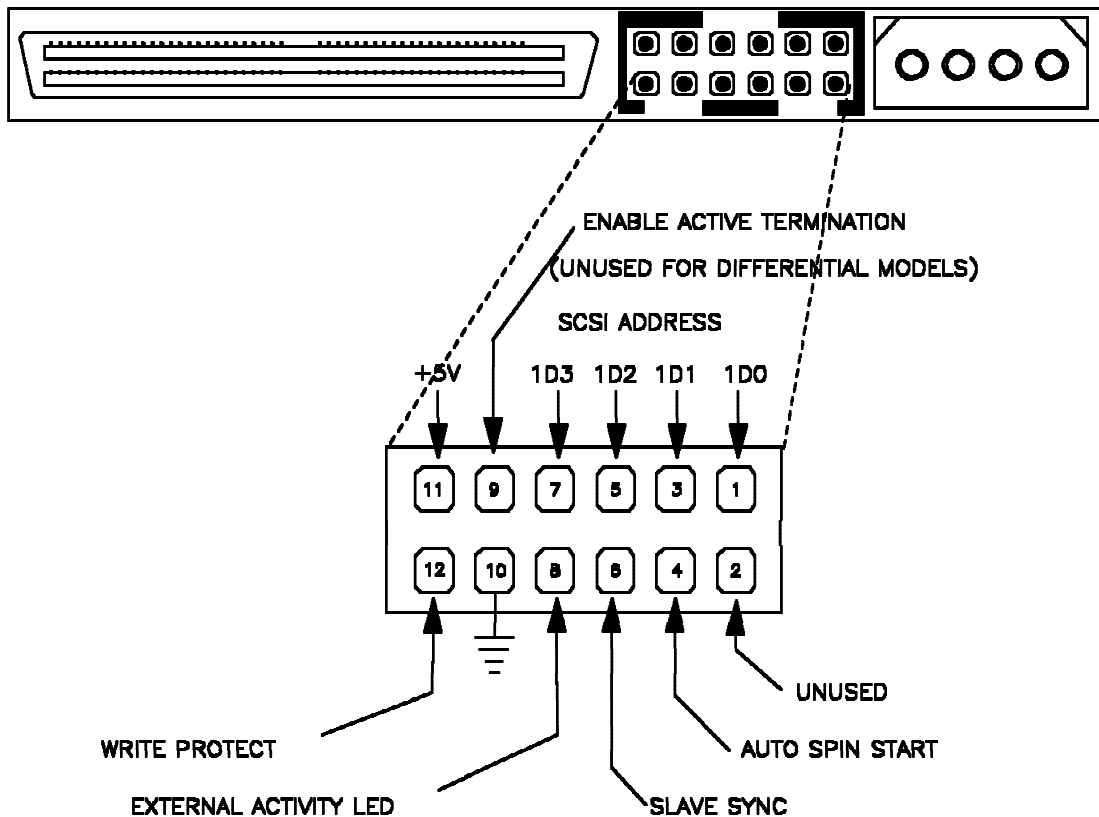 ENABLE ACTIVE TERMINATION
(UNUSED FOR DIFFERENTIAL MODELS)
SCSI ADDRESS
+5V 1D3 1D2 1D1 1D0
11 9 7 5 3 1
12 10 8 6 4 2
UNUSED
WRITE PROTECT
AUTO SPIN START
EXTERNAL ACTIVITY LED
SLAVE SYNC